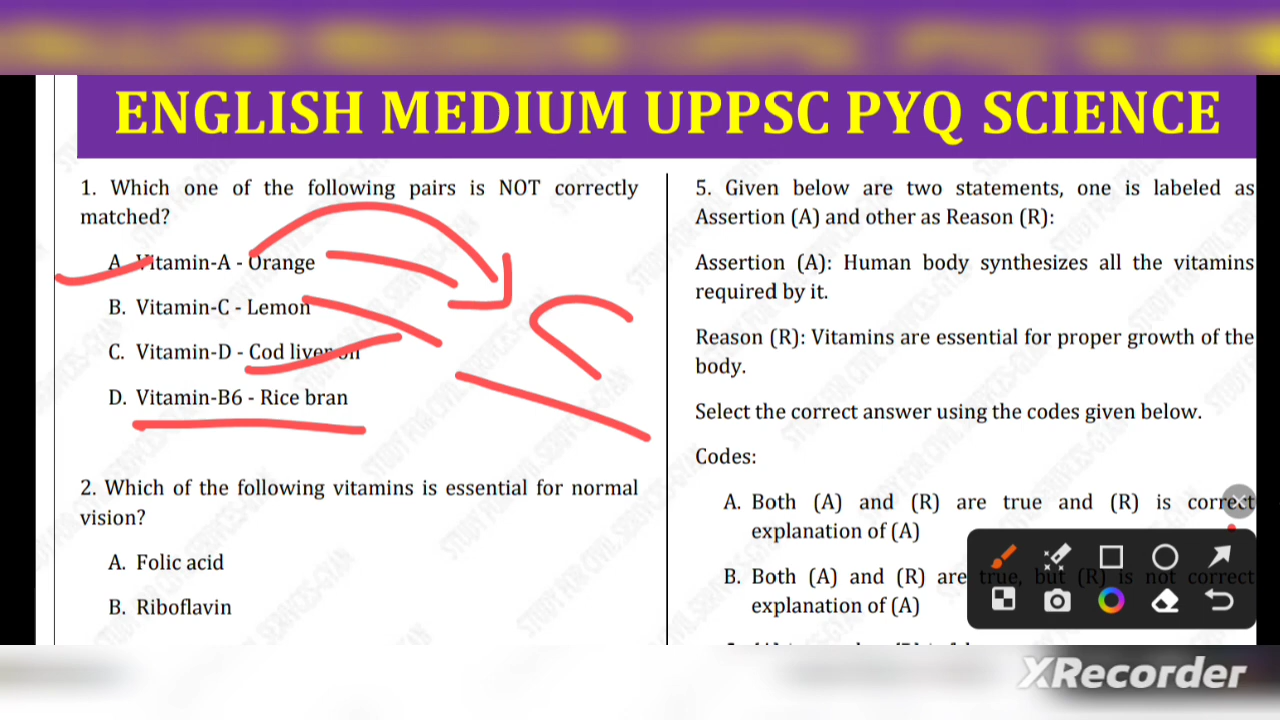 ENGLISH MEDIUM UPPSC PYQ SCIENCE
1. Which one of the following pairs is NOT correctly
matched?
A. Vitamin-A - Orange
B. Vitamin-C - Lemon
C. Vitamin-D - Cod liver oil
D. Vitamin-B6 - Rice bran
2. Which of the following vitamins is essential for normal
vision?
A. Folic acid
B. Riboflavin
5. Given below are two statements, one is labeled as
Assertion (A) and other as Reason (R):
Assertion (A): Human body synthesizes all the vitamins
required by it.
Reason (R): Vitamins are essential for proper growth of the
body.
Select the correct answer using the codes given below.
Codes:
A. Both (A) and (R) are true and (R) is correct
explanation of (A)
B. Both (A) and (R) are true, but (R) is not correct
explanation of (A)
XRecorder